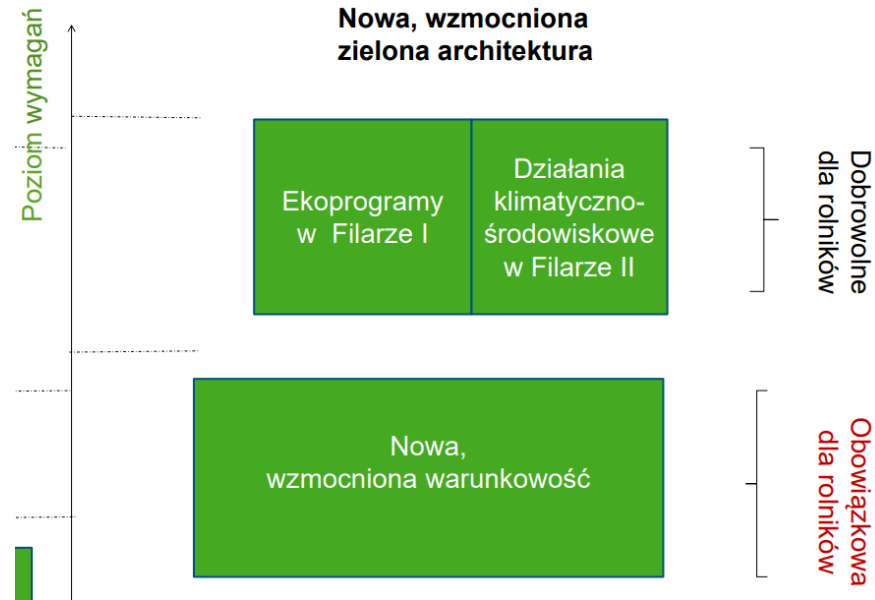 Nowa, wzmocniona
zielona architektura
Poziom wymagań
Ekoprogramy
w Filarze I
Działania
klimatyczno-
środowiskowe
w Filarze II
Dobrowolne
dla rolników
Nowa,
wzmocniona warunkowość
Obowiązkowa
dla rolników